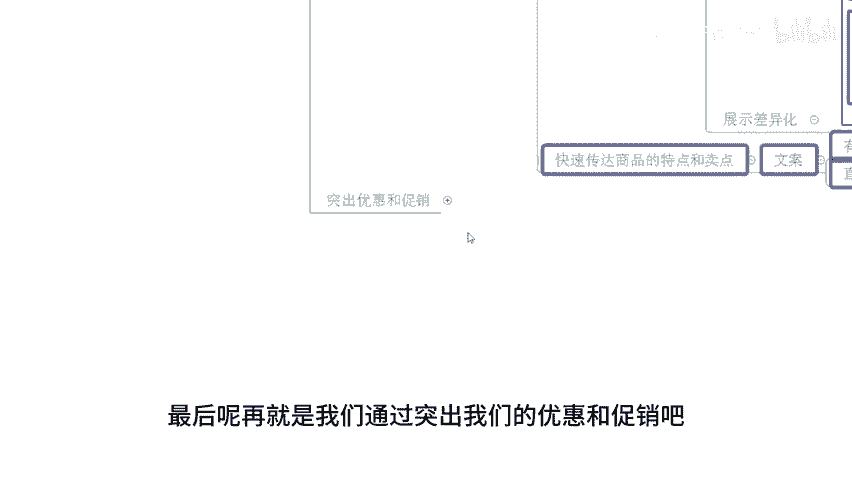 展示差异化
快速传达商品的特点和卖点
文案
突出优惠和促销
最后呢再就是我们通过突出我们的优惠和促销吧